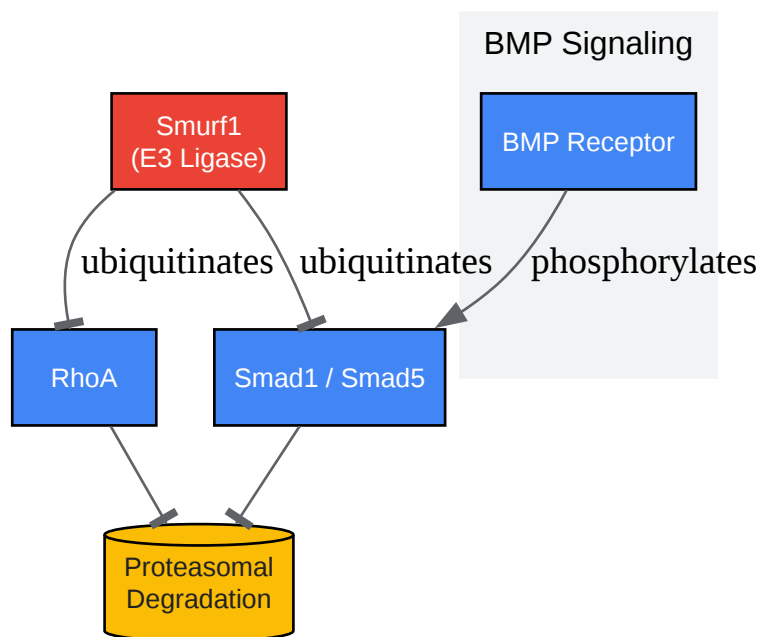 BMP Signaling
Smurf1
(E3 Ligase)
BMP Receptor
ubiquitinates
ubiquitinates
phosphorylates
RhoA
Smad1 / Smad5
Proteasomal
Degradation